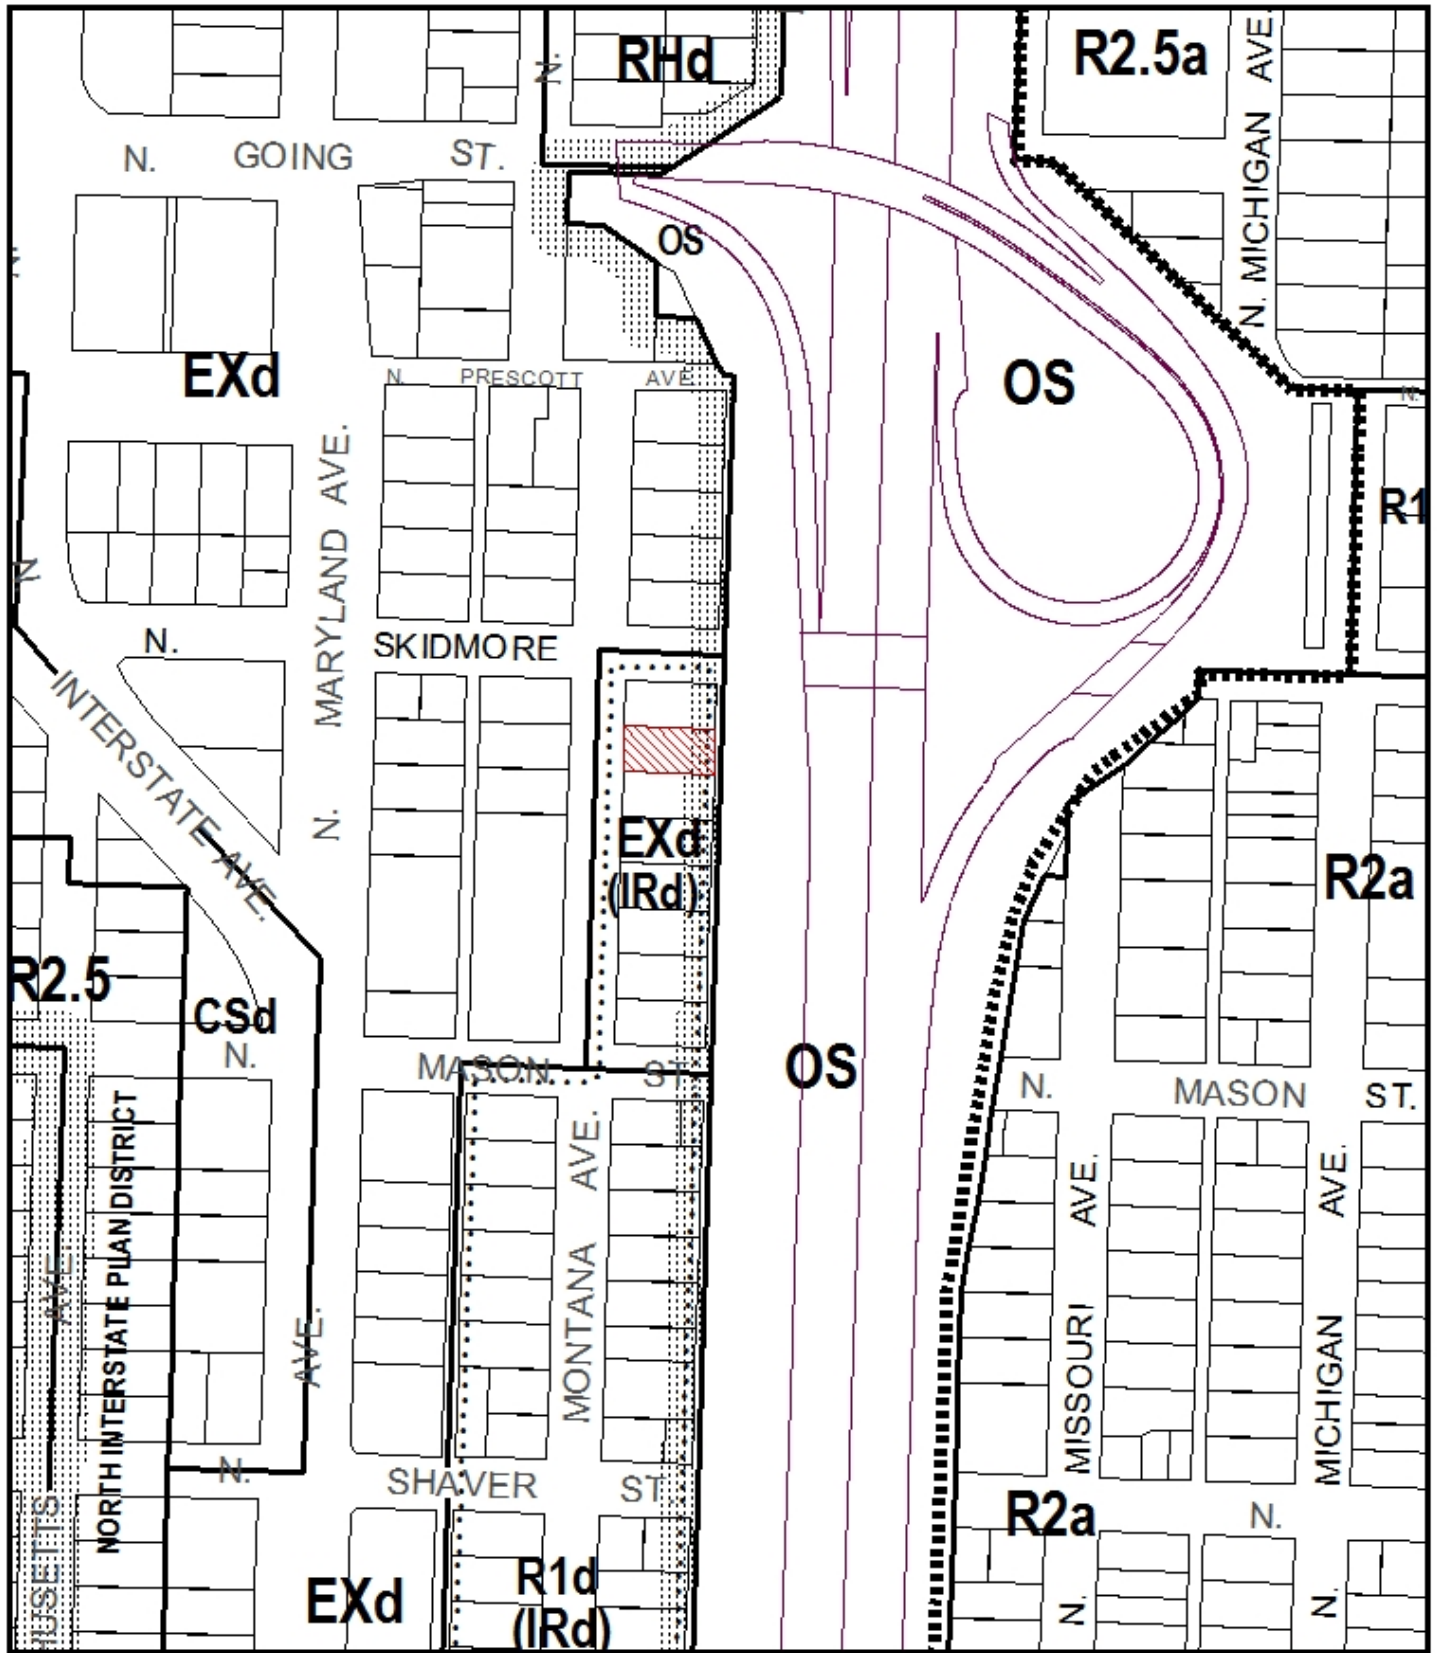 RHd
R2.5a
N.
N. MICHIGAN AVE.
N. GOING ST.
OS
N
EXd
OS
N. PRESCOTT AVE
N.
R1
N. MARYLAND AVE.
N
N. SKIDMORE
INTERSTATE AVE.
EXd
(IRd)
R2a
R2.5
CSd
N. MASON ST
OS
N. MASON ST.
NORTH INTERSTATE PLAN DISTRICT
AVE.
AVE.
MONTANA AVE.
MISSOURI AVE.
MICHIGAN AVE.
N. SHAVER ST.
HUSETTS
R2a
N.
EXd
R1d
(IRd)
N.
N.